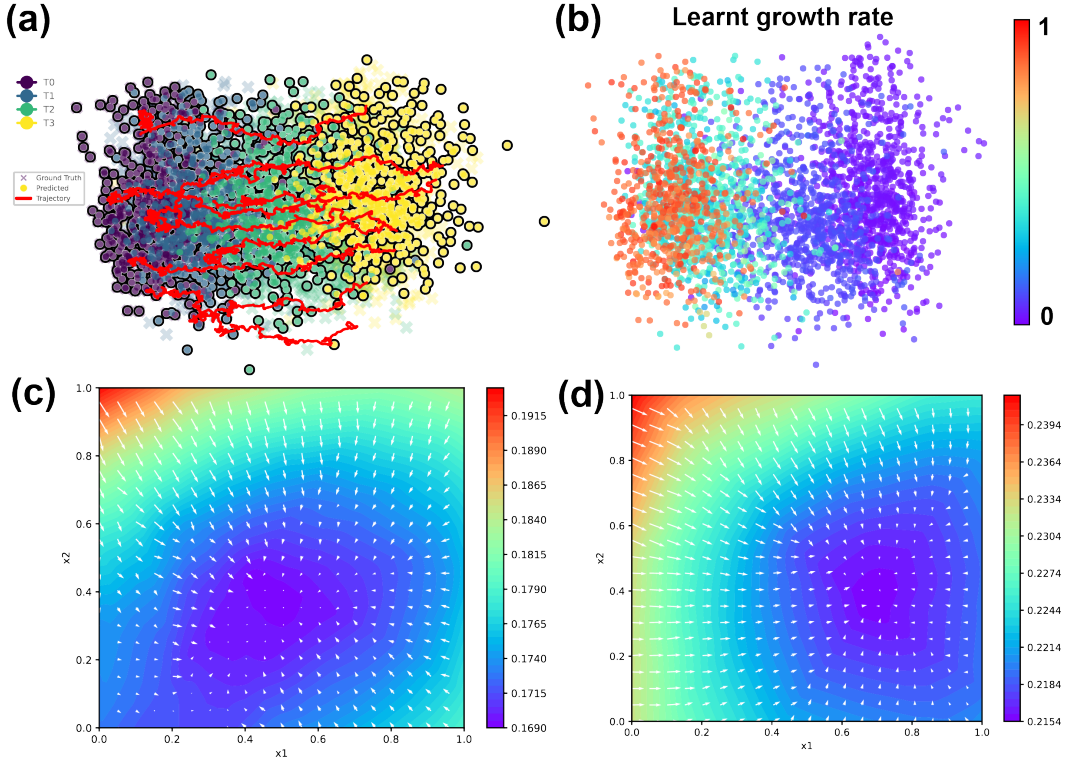 (a)
T0
T1
T2
T3
Ground Truth
Predicted
Trajectory
(b)
Learnt growth rate
1
0
(c)
1.0
0.8
0.6
0.4
0.2
0.0
x2
0.0 0.2 0.4 0.6 0.8 1.0
x1
0.1915
0.1890
0.1865
0.1840
0.1815
0.1790
0.1765
0.1740
0.1715
0.1690
(d)
1.0
0.8
0.6
0.4
0.2
0.0
x2
0.0 0.2 0.4 0.6 0.8 1.0
x1
0.2394
0.2364
0.2334
0.2304
0.2274
0.2244
0.2214
0.2184
0.2154